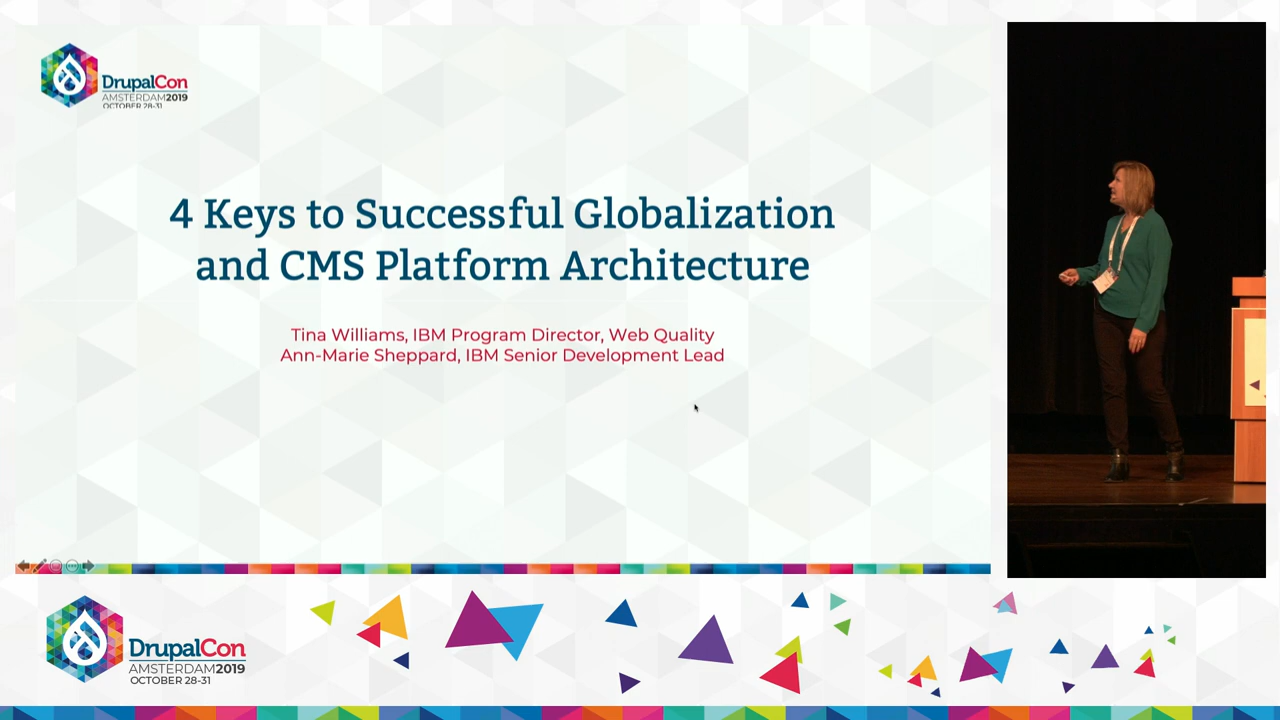 DrupalCon
AMSTERDAM2019
OCTOBER 28-31
4 Keys to Successful Globalization
and CMS Platform Architecture
Tina Williams, IBM Program Director, Web Quality
Ann-Marie Sheppard, IBM Senior Development Lead
DrupalCon
AMSTERDAM2019
OCTOBER 28-31